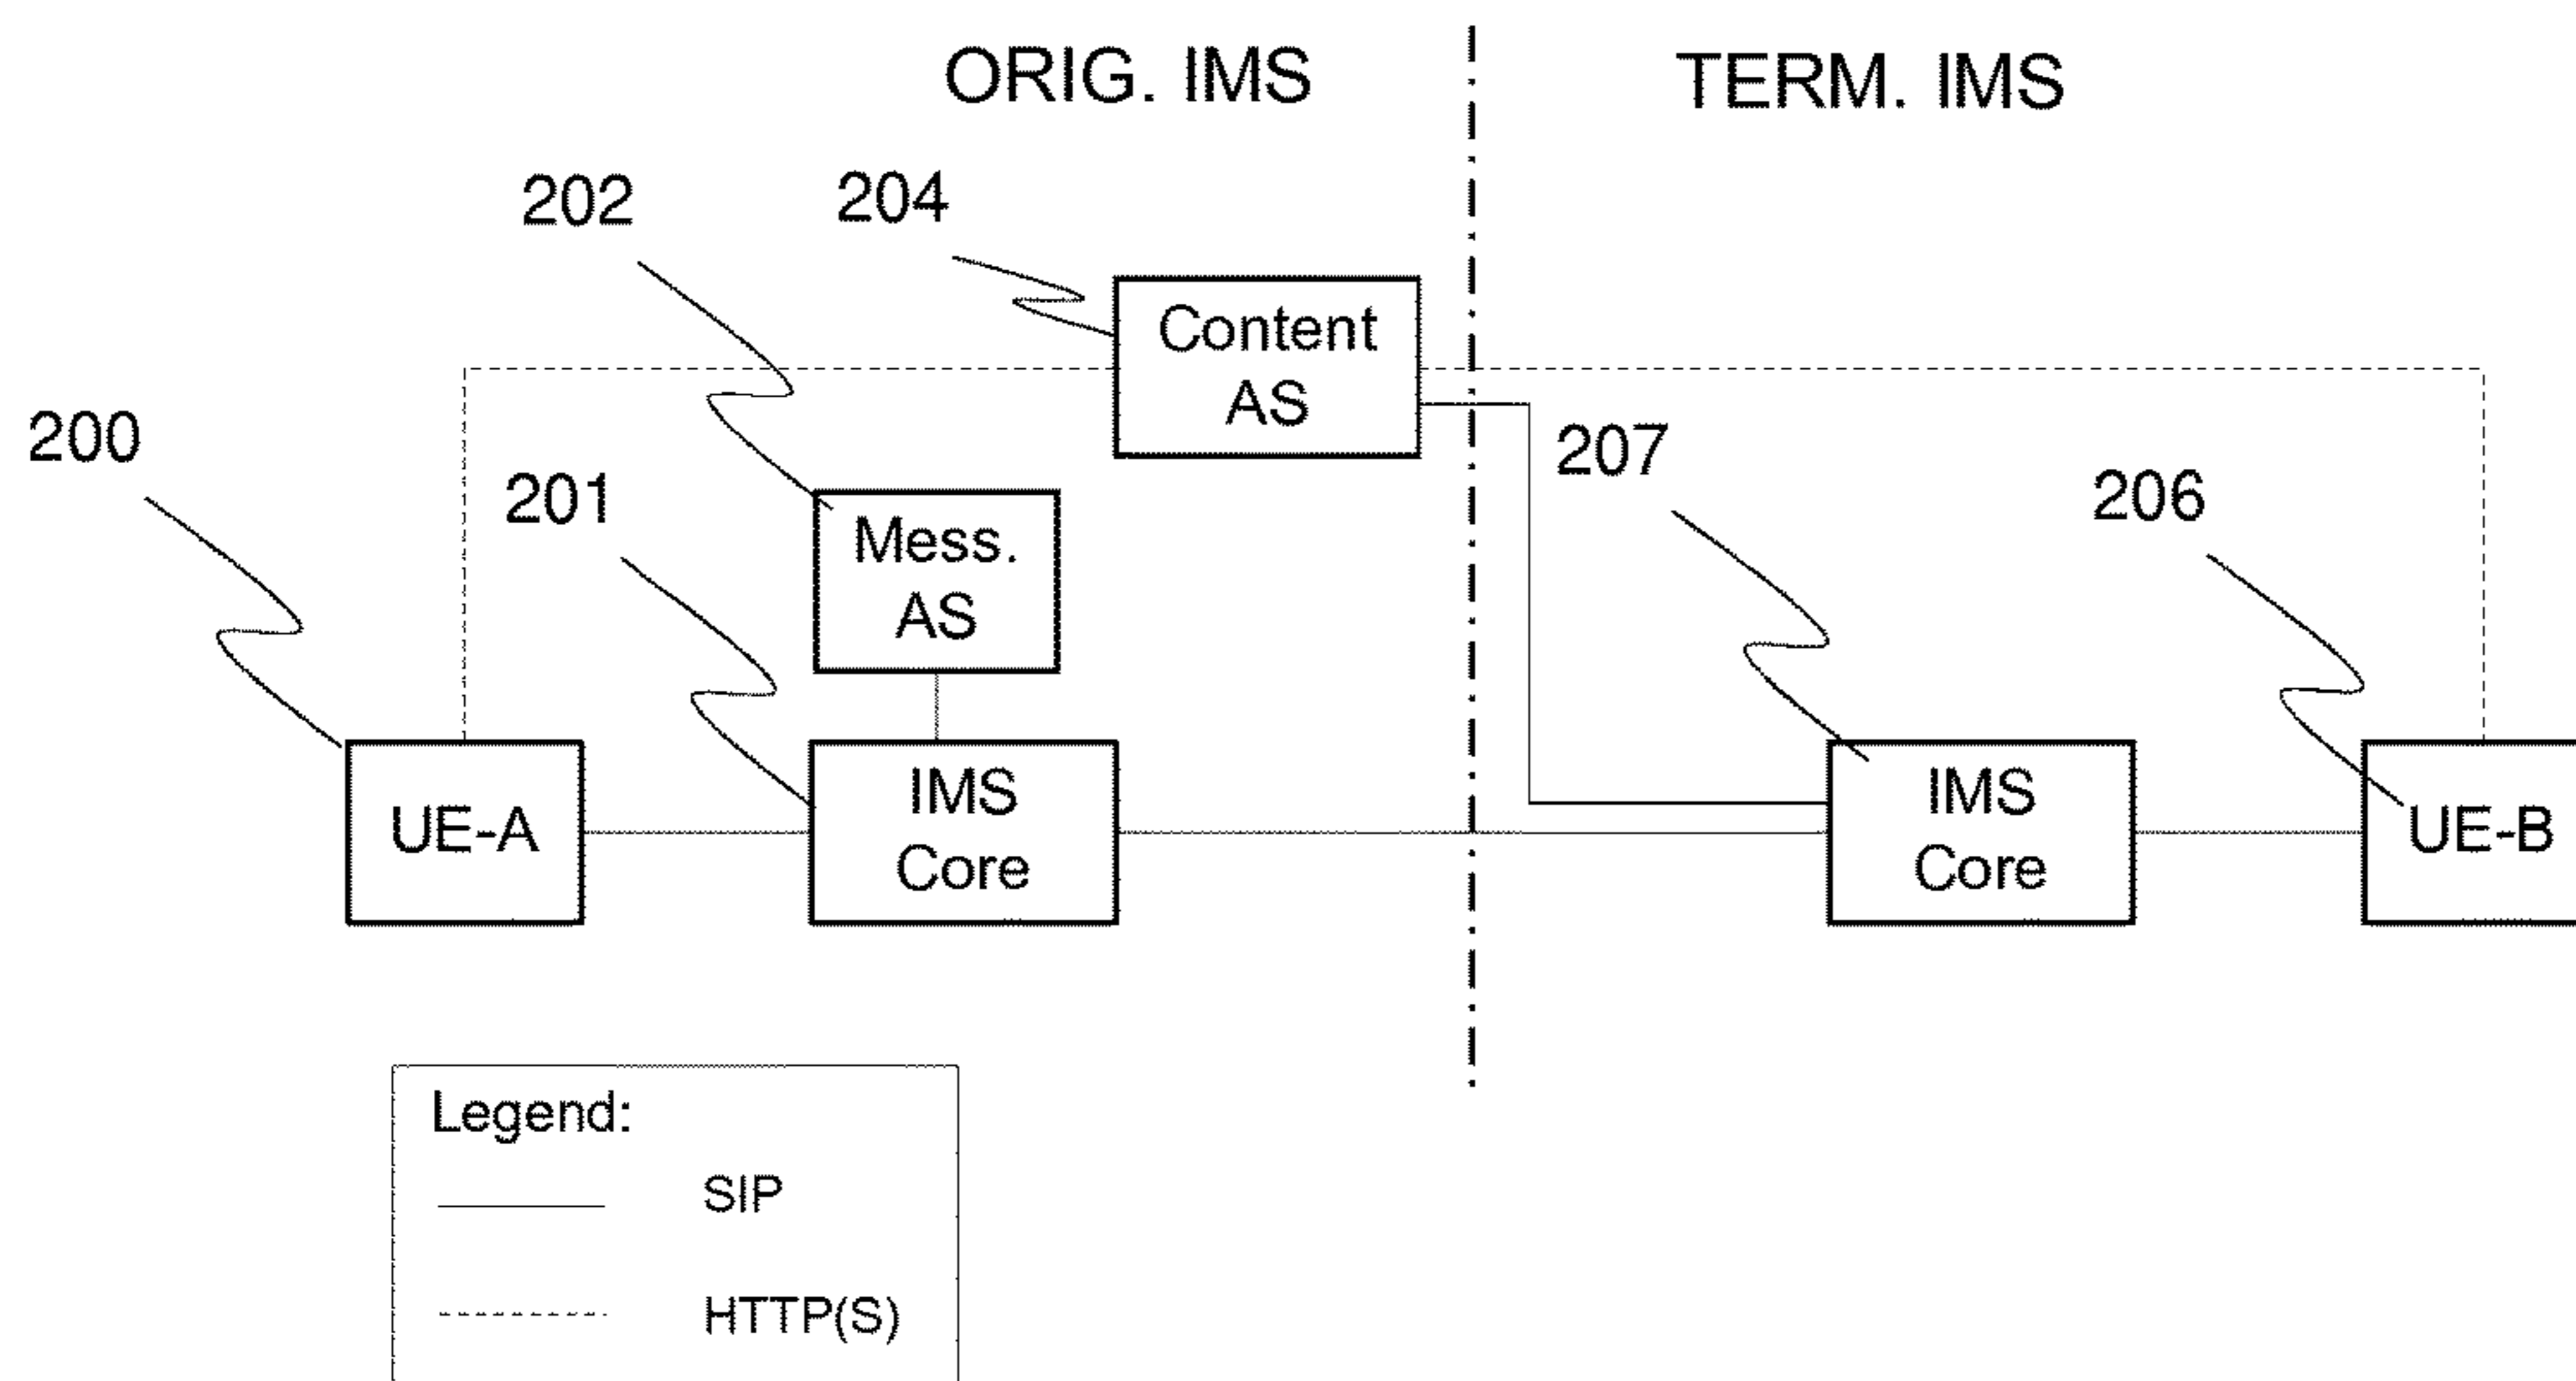 ORIG. IMS
TERM. IMS
202
204
Content
AS
200
201
Mess.
AS
207
206
UE-A
IMS
Core
IMS
Core
UE-B
Legend:
SIP
HTTP(S)